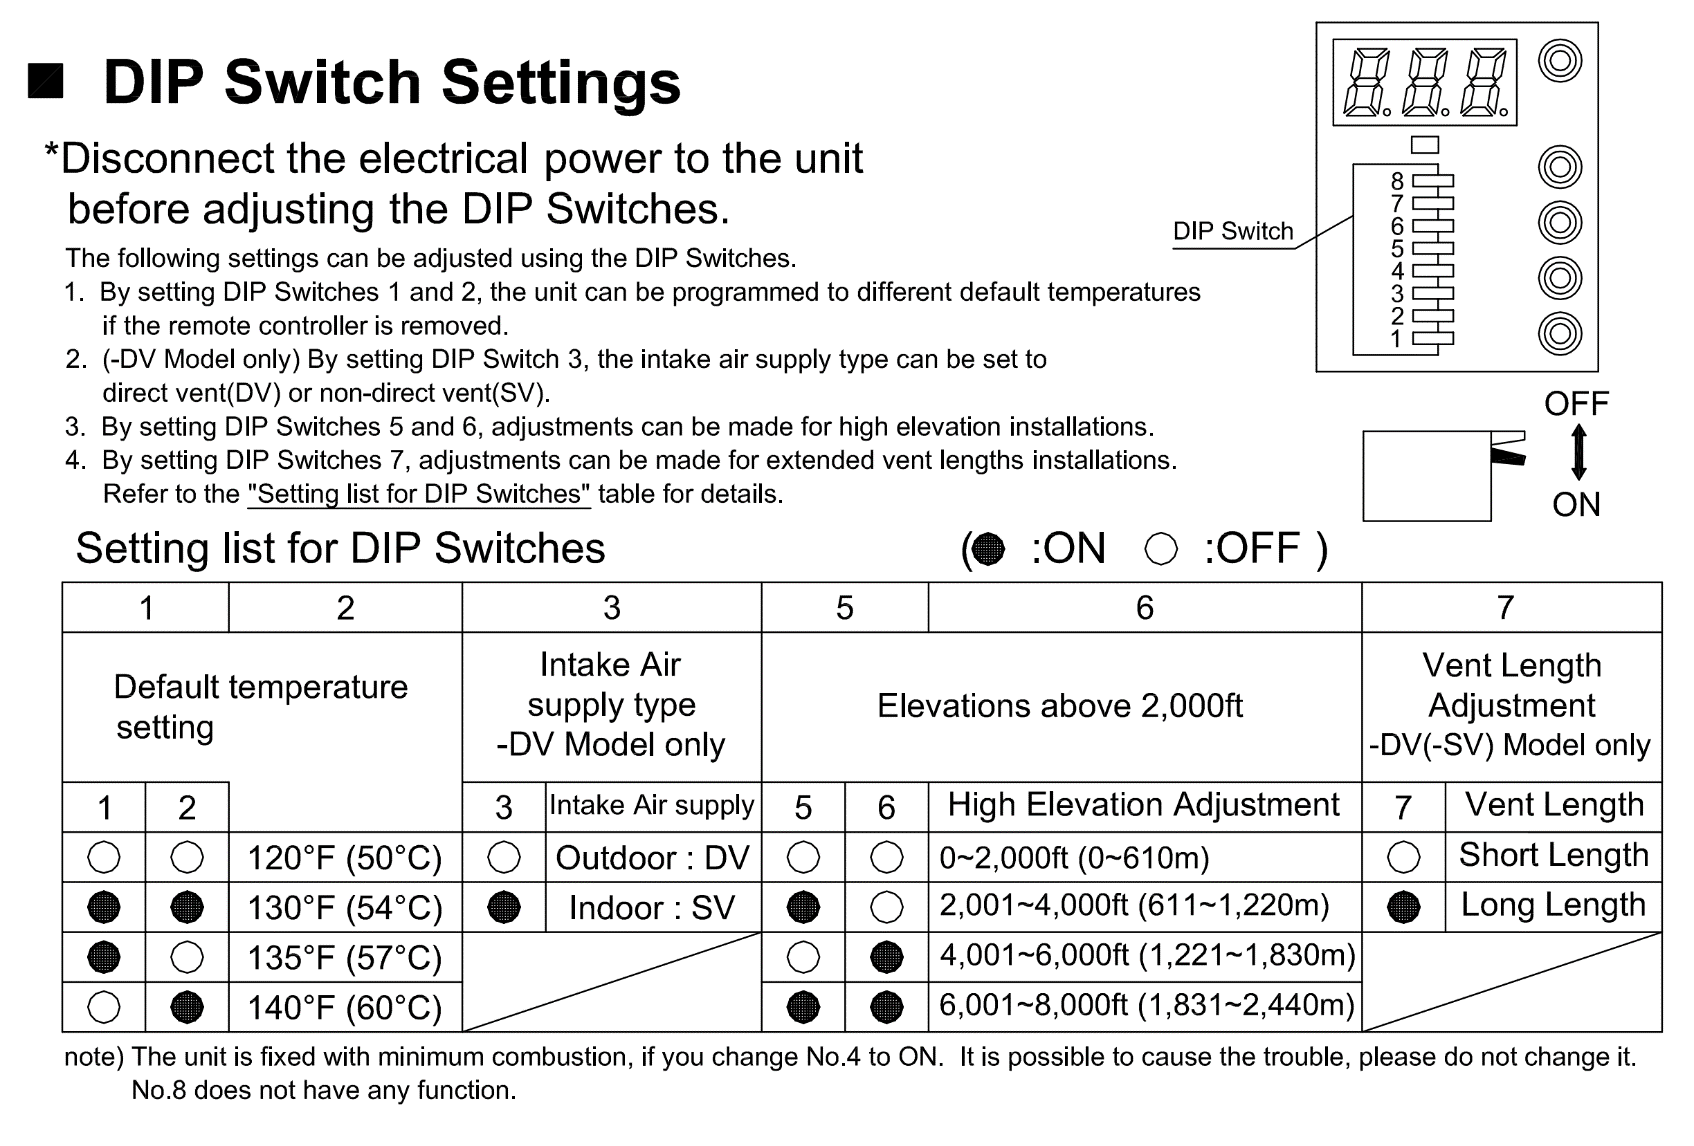 ■ DIP Switch Settings
*Disconnect the electrical power to the unit
before adjusting the DIP Switches.
The following settings can be adjusted using the DIP Switches.
1. By setting DIP Switches 1 and 2, the unit can be programmed to different default temperatures
if the remote controller is removed.
2. (-DV Model only) By setting DIP Switch 3, the intake air supply type can be set to
direct vent(DV) or non-direct vent(SV).
3. By setting DIP Switches 5 and 6, adjustments can be made for high elevation installations.
4. By setting DIP Switches 7, adjustments can be made for extended vent lengths installations.
Refer to the "Setting list for DIP Switches" table for details.
8.8.8.
DIP Switch
8
7
6
5
4
3
2
1
OFF
ON
Setting list for DIP Switches (● :ON ○ :OFF )
1 2 3 5 6 7
Default temperature
setting
Intake Air
supply type
-DV Model only
Elevations above 2,000ft
Vent Length
Adjustment
-DV(-SV) Model only
1 2 3 Intake Air supply 5 6 High Elevation Adjustment 7 Vent Length
○ ○ 120°F (50°C) ○ Outdoor : DV ○ ○ 0~2,000ft (0~610m) ○ Short Length
● ● 130°F (54°C) ● Indoor : SV ● ○ 2,001~4,000ft (611~1,220m) ● Long Length
● ○ 135°F (57°C) ○ ● 4,001~6,000ft (1,221~1,830m)
○ ● 140°F (60°C) ● ● 6,001~8,000ft (1,831~2,440m)
note) The unit is fixed with minimum combustion, if you change No.4 to ON. It is possible to cause the trouble, please do not change it.
No.8 does not have any function.